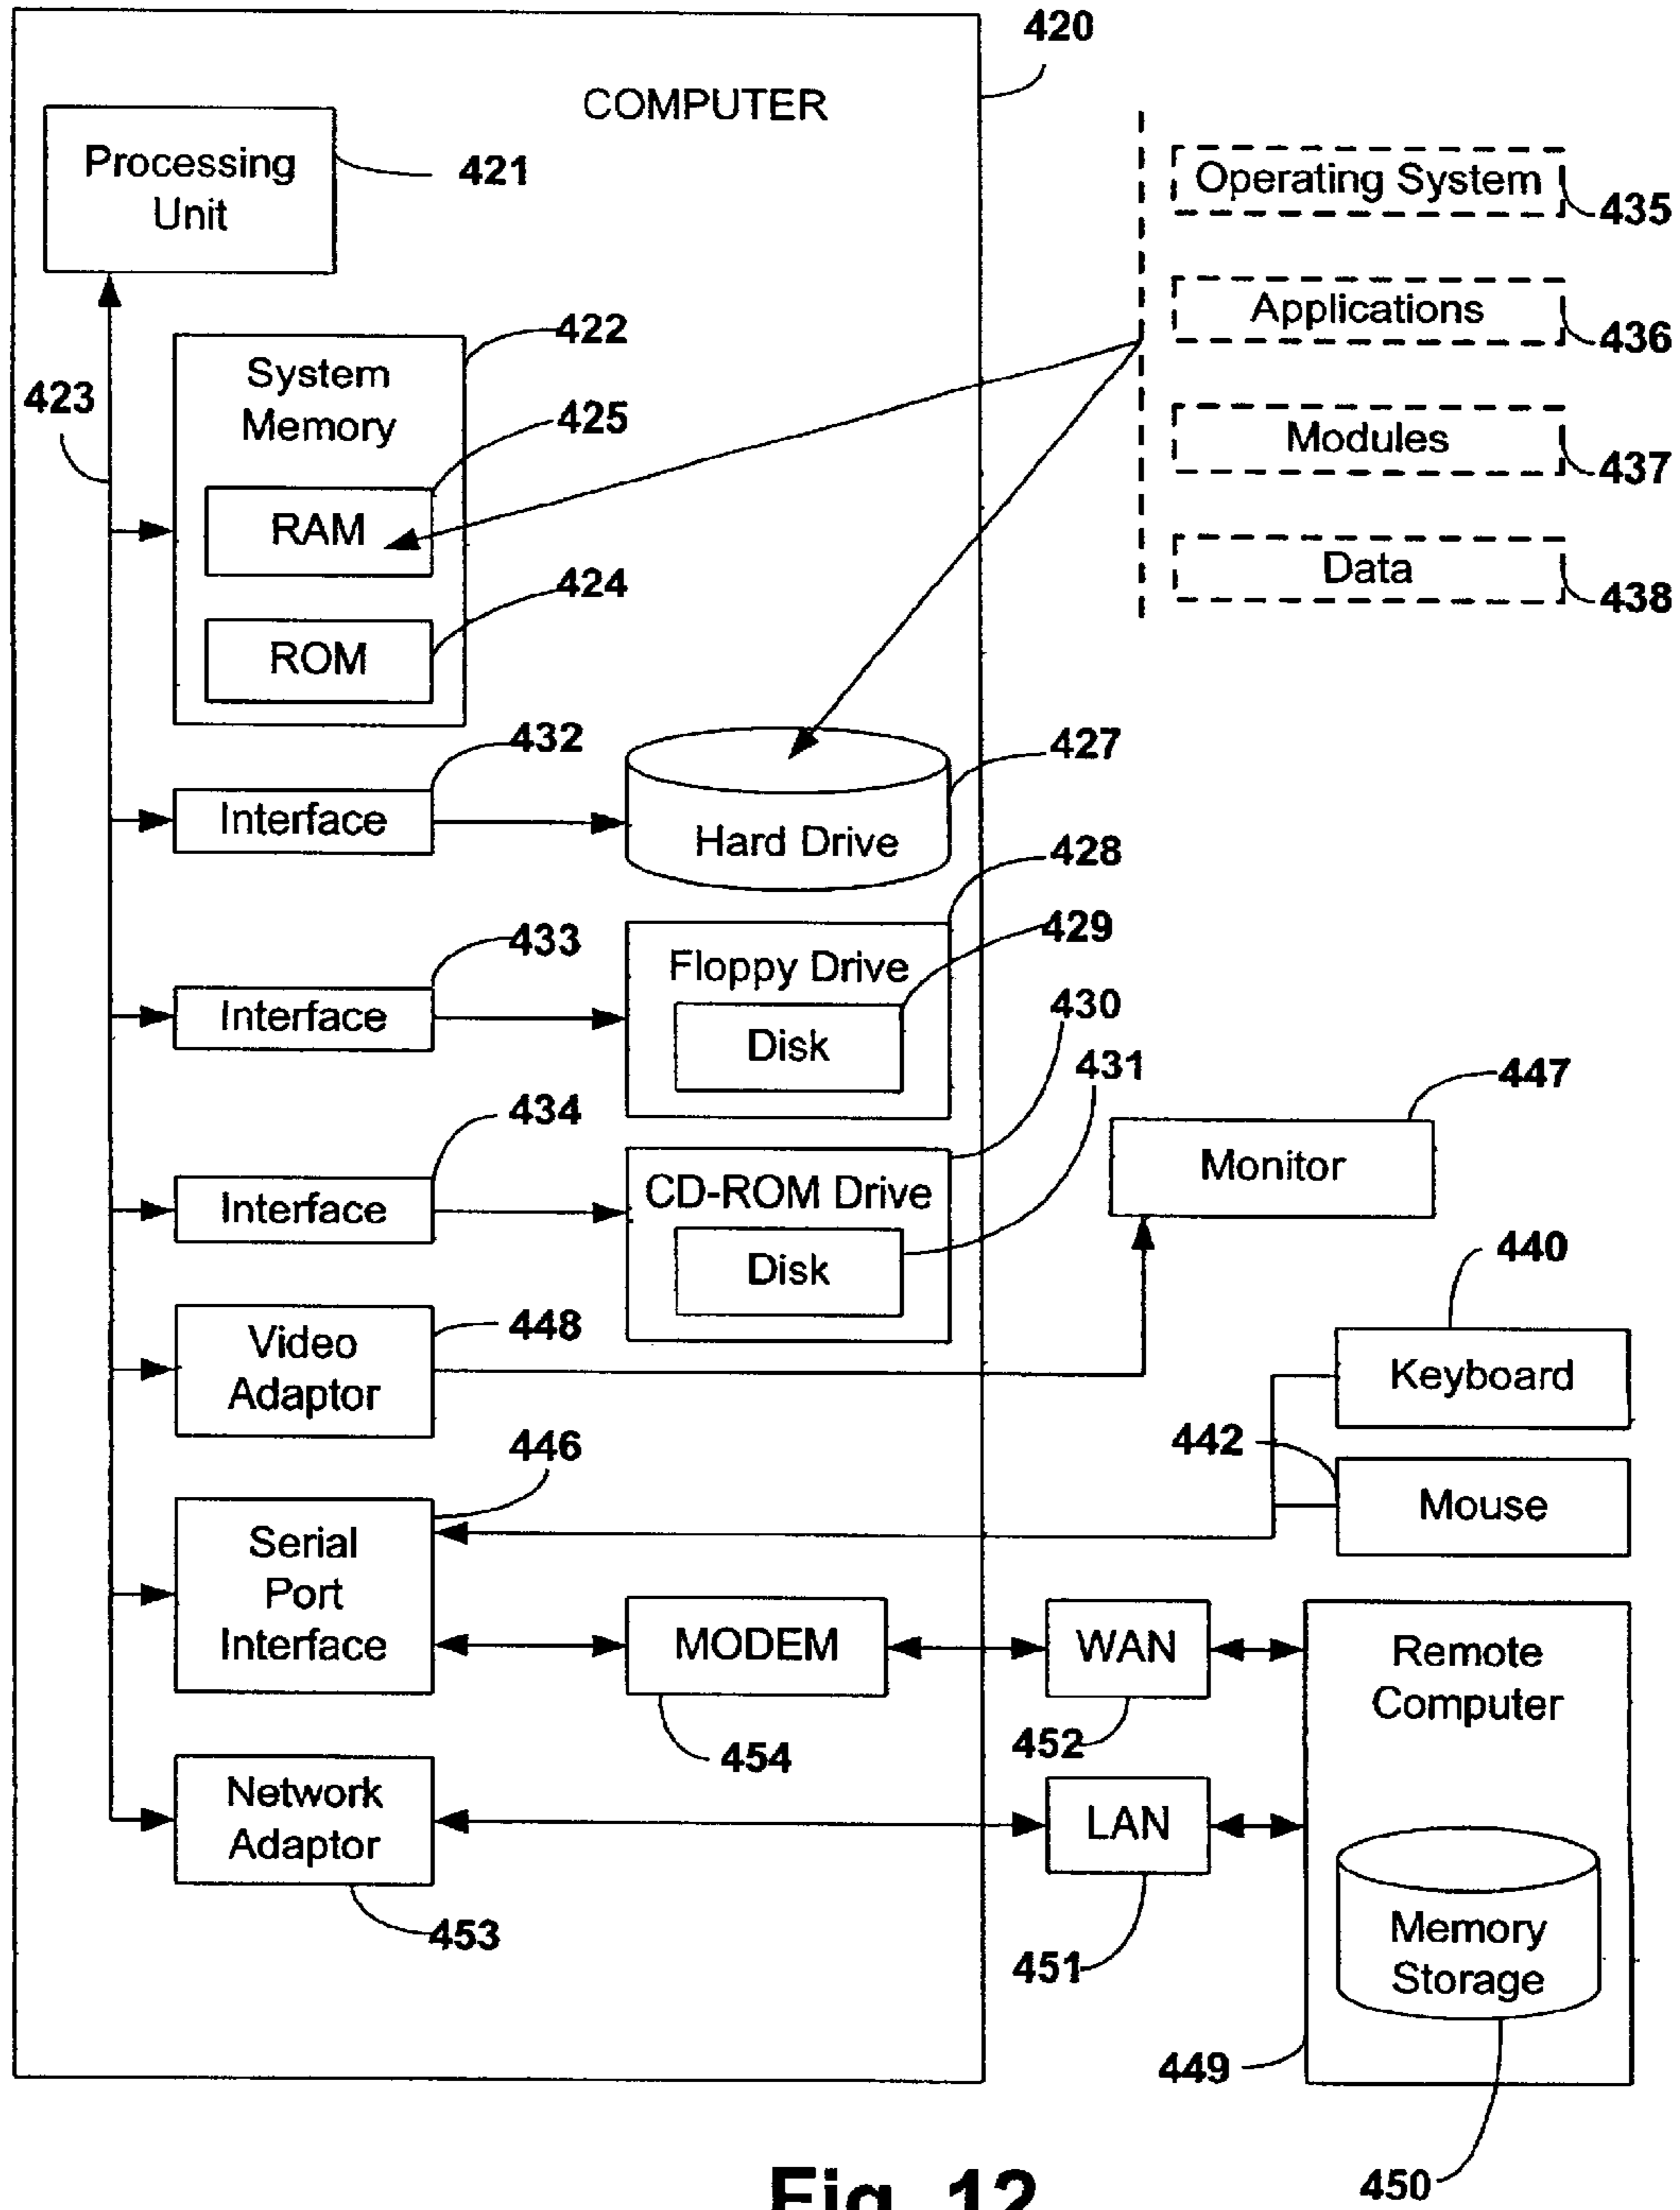 420
COMPUTER
Processing
Unit
421
Operating System
435
Applications
436
Modules
437
Data
438
423
422
System
Memory
425
RAM
424
ROM
432
Interface
427
Hard Drive
428
433
Interface
429
Floppy Drive
Disk
430
431
434
Interface
CD-ROM Drive
Disk
447
Monitor
448
Video
Adaptor
440
Keyboard
442
Mouse
446
Serial
Port
Interface
MODEM
454
WAN
452
Remote
Computer
Network
Adaptor
453
LAN
451
Memory
Storage
449
450
Fig. 12